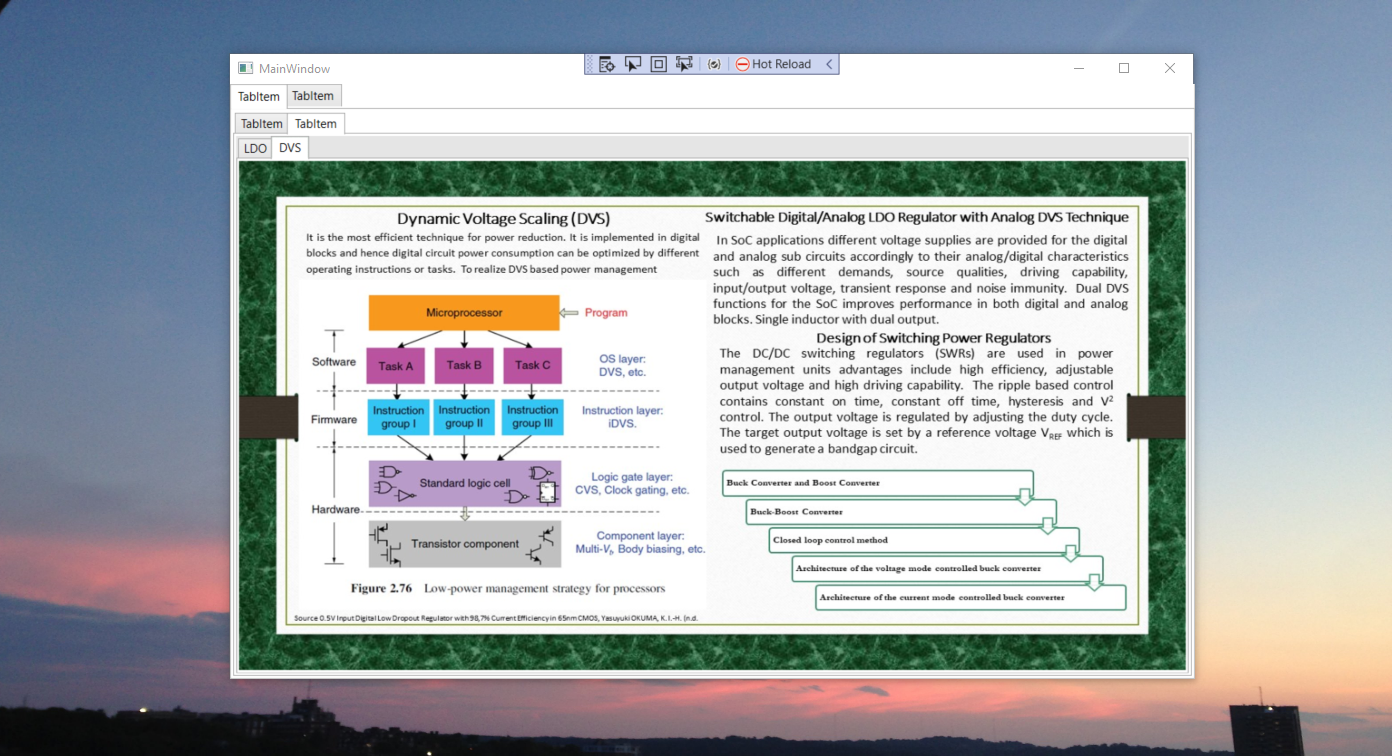 MainWindow
Hot Reload
TabItem TabItem
TabItem TabItem
LDO DVS
Dynamic Voltage Scaling (DVS)
It is the most efficient technique for power reduction. It is implemented in digital
blocks and hence digital circuit power consumption can be optimized by different
operating instructions or tasks. To realize DVS based power management
Microprocessor
Program
Software
Task A
Task B
Task C
OS layer:
DVS, etc.
Firmware
Instruction
group I
Instruction
group II
Instruction
group III
Instruction layer:
iDVS.
Standard logic cell
Logic gate layer:
CVS, Clock gating, etc.
Hardware
Transistor component
Component layer:
Multi-Vt, Body biasing, etc.
Figure 2.76 Low-power management strategy for processors
Source 0.5V Input Digital Low Dropout Regulator with 98,7% Current Efficiency in 65nm CMOS, Yasuyuki OKUMA, K. I.-H. (n.d.
Switchable Digital/Analog LDO Regulator with Analog DVS Technique
In SoC applications different voltage supplies are provided for the digital
and analog sub circuits accordingly to their analog/digital characteristics
such as different demands, source qualities, driving capability,
input/output voltage, transient response and noise immunity. Dual DVS
functions for the SoC improves performance in both digital and analog
blocks. Single inductor with dual output.
Design of Switching Power Regulators
The DC/DC switching regulators (SWRs) are used in power
management units advantages include high efficiency, adjustable
output voltage and high driving capability. The ripple based control
contains constant on time, constant off time, hysteresis and V²
control. The output voltage is regulated by adjusting the duty cycle.
The target output voltage is set by a reference voltage VREF which is
used to generate a bandgap circuit.
Buck Converter and Boost Converter
Buck-Boost Converter
Closed loop control method
Architecture of the voltage mode controlled buck converter
Architecture of the current mode controlled buck converter